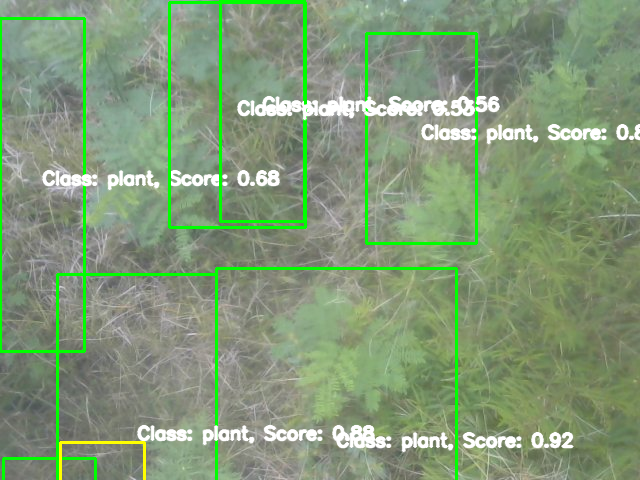 Class: plant, Score: 0.56
Class: plant, Score: 0.53
Class: plant, Score: 0.8
Class: plant, Score: 0.68
Class: plant, Score: 0.88
Class: plant, Score: 0.92